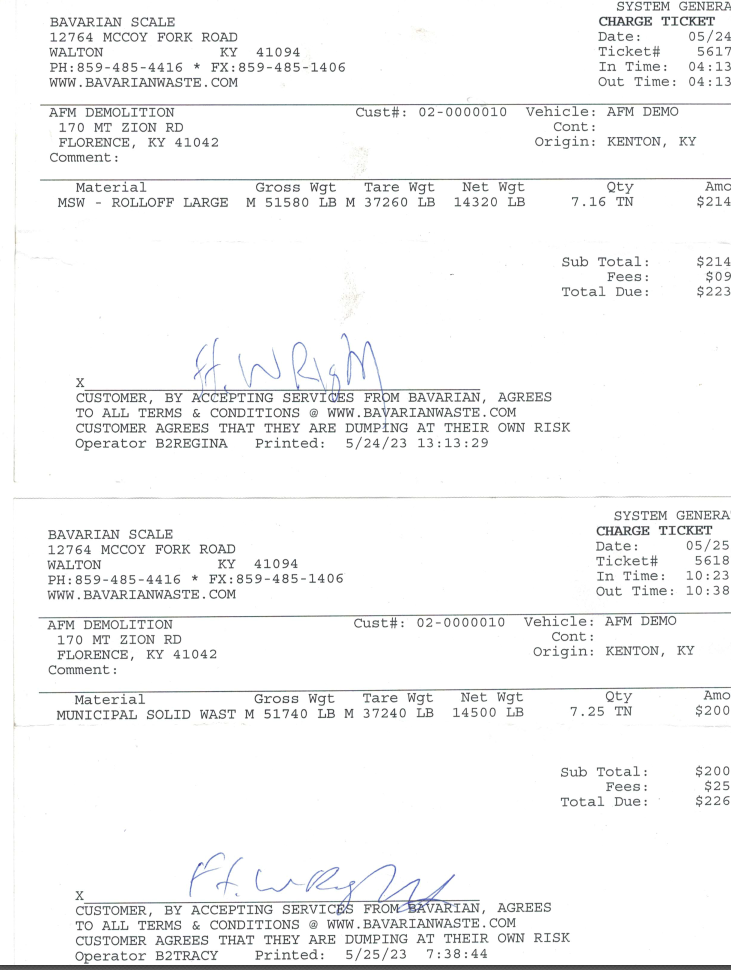 SYSTEM GENERA
BAVARIAN SCALE
CHARGE TICKET
12764 MCCOY FORK ROAD
Date: 05/24
WALTON KY 41094
Ticket# 5617
PH:859-485-4416 * FX:859-485-1406
In Time: 04:13
WWW.BAVARIANWASTE.COM
Out Time: 04:13
AFM DEMOLITION Cust#: 02-0000010 Vehicle: AFM DEMO
170 MT ZION RD Cont:
FLORENCE, KY 41042 Origin: KENTON, KY
Comment:
Material Gross Wgt Tare Wgt Net Wgt Qty Amo
MSW - ROLLOFF LARGE M 51580 LB M 37260 LB 14320 LB 7.16 TN $214
Sub Total: $214
Fees: $09
Total Due: $223
Ft. WRIghT
X
CUSTOMER, BY ACCEPTING SERVICES FROM BAVARIAN, AGREES
TO ALL TERMS & CONDITIONS @ WWW.BAVARIANWASTE.COM
CUSTOMER AGREES THAT THEY ARE DUMPING AT THEIR OWN RISK
Operator B2REGINA Printed: 5/24/23 13:13:29
SYSTEM GENERA
BAVARIAN SCALE
CHARGE TICKET
12764 MCCOY FORK ROAD
Date: 05/25
WALTON KY 41094
Ticket# 5618
PH:859-485-4416 * FX:859-485-1406
In Time: 10:23
WWW.BAVARIANWASTE.COM
Out Time: 10:38
AFM DEMOLITION Cust#: 02-0000010 Vehicle: AFM DEMO
170 MT ZION RD Cont:
FLORENCE, KY 41042 Origin: KENTON, KY
Comment:
Material Gross Wgt Tare Wgt Net Wgt Qty Amo
MUNICIPAL SOLID WAST M 51740 LB M 37240 LB 14500 LB 7.25 TN $200
Sub Total: $200
Fees: $25
Total Due: $226
Ft. WRight
X
CUSTOMER, BY ACCEPTING SERVICES FROM BAVARIAN, AGREES
TO ALL TERMS & CONDITIONS @ WWW.BAVARIANWASTE.COM
CUSTOMER AGREES THAT THEY ARE DUMPING AT THEIR OWN RISK
Operator B2TRACY Printed: 5/25/23 7:38:44